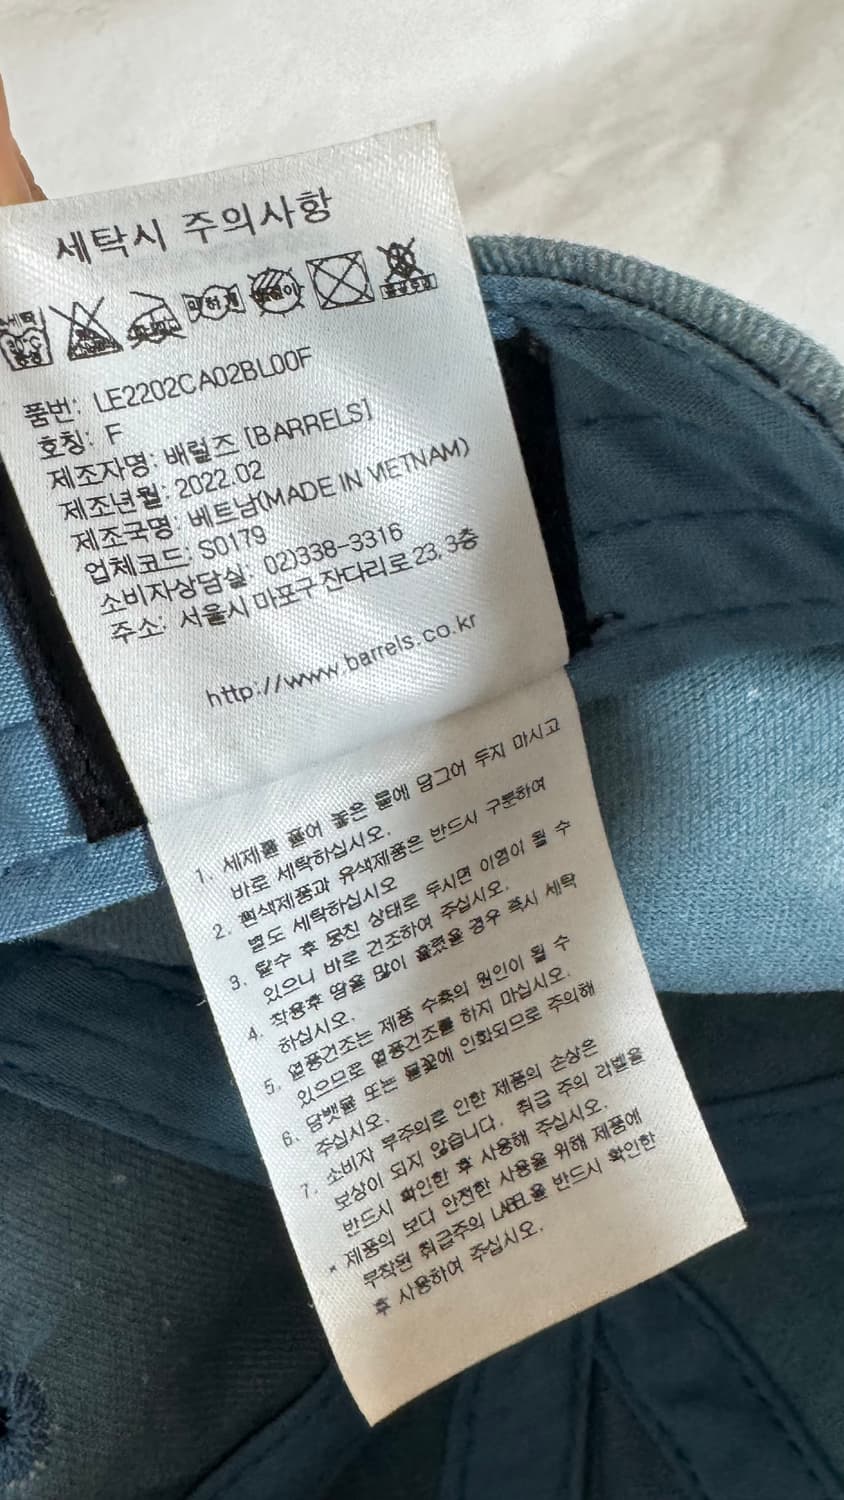 세탁시 주의사항
품번: LE2202CA02BL00F
호칭: F
제조자명: 배럴즈 [BARRELS]
제조년월: 2022.02
제조국명: 베트남(MADE IN VIETNAM)
업체코드: S0179
소비자상담실: 02)338-3316
주소: 서울시 마포구 잔다리로 23, 3층
http://www.barrels.co.kr
1. 세제를 풀어 놓은 물에 담그어 두지 마시고
바로 세탁하십시오.
2. 흰색제품과 유색제품은 반드시 구분하여
별도 세탁하십시오
3. 탈수 후 뭉친 상태로 두시면 이염이 될 수
있으니 바로 건조하여 주십시오.
4. 착용후 땀을 많이 흘렸을 경우 즉시 세탁
하십시오.
5. 열풍건조는 제품 수축의 원인이 될 수
있으므로 열풍건조를 하지 마십시오.
6. 담뱃불 또는 불꽃에 인화되므로 주의해
주십시오.
7. 소비자 부주의로 인한 제품의 손상은
보상이 되지 않습니다. 취급 주의 라벨을
반드시 확인한 후 사용해 주십시오.
* 제품의 보다 안전한 사용을 위해 제품에
부착된 취급주의 LABEL을 반드시 확인한
후 사용하여 주십시오.